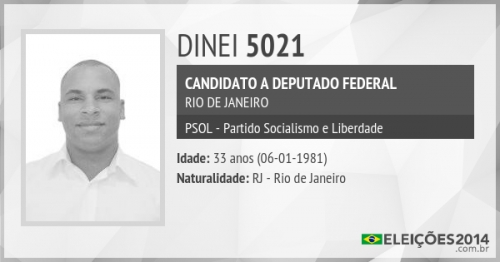 DINEI 5021
CANDIDATO A DEPUTADO FEDERAL
RIO DE JANEIRO
PSOL - Partido Socialismo e Liberdade
Idade: 33 anos (06-01-1981)
Naturalidade: RJ - Rio de Janeiro
ELEIÇÕES2014
.com.br